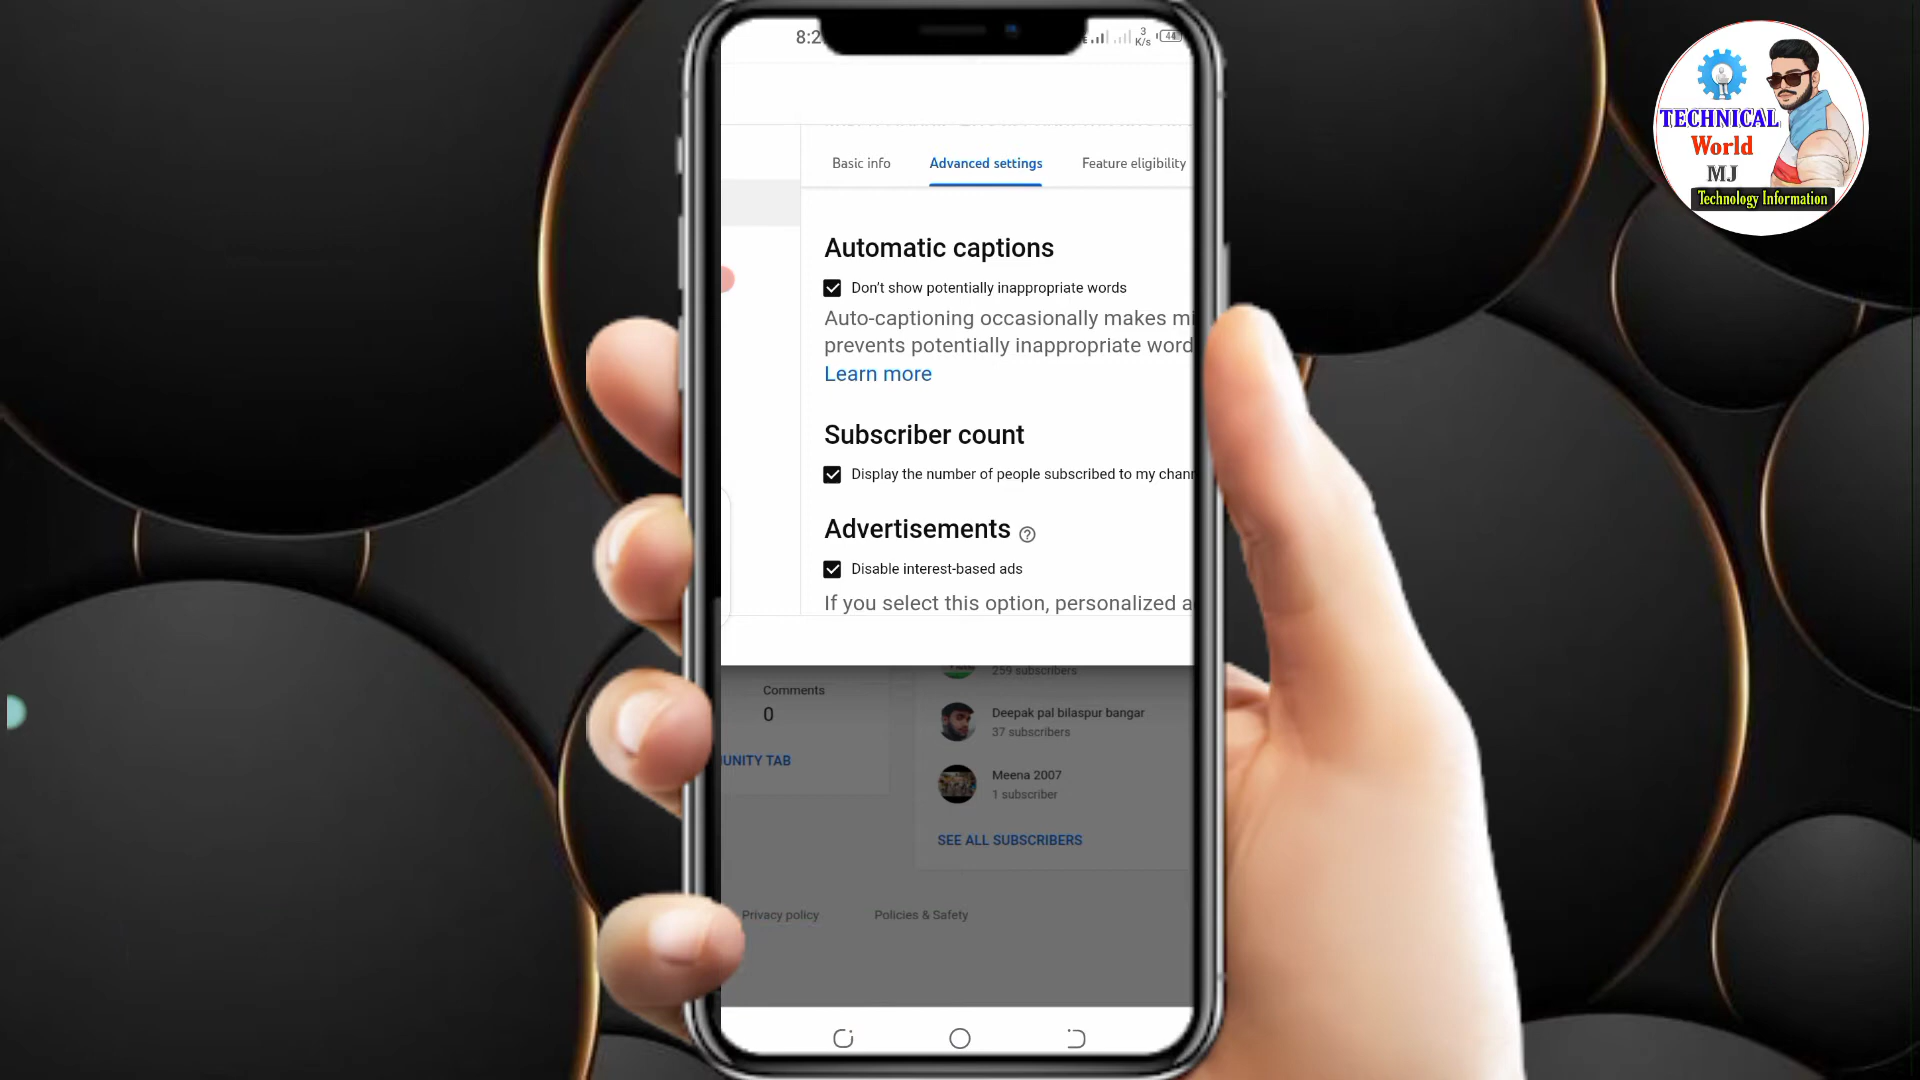 8:2
3
K/s
44
TECHNICAL
World
MJ
Technology Information
Basic info
Advanced settings
Feature eligibility
Automatic captions
Don't show potentially inappropriate words
Auto-captioning occasionally makes mi
prevents potentially inappropriate word
Learn more
Subscriber count
Display the number of people subscribed to my chan
Advertisements
Disable interest-based ads
If you select this option, personalized a
259 subscribers
Comments
0
Deepak pal bilaspur bangar
37 subscribers
UNITY TAB
Meena 2007
1 subscriber
SEE ALL SUBSCRIBERS
Privacy policy
Policies & Safety